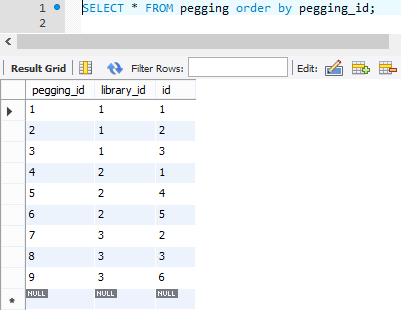 1 SELECT * FROM pegging order by pegging_id;
2
Result Grid Filter Rows: Edit:
pegging_id library_id id
1 1 1
2 1 2
3 1 3
4 2 1
5 2 4
6 2 5
7 3 2
8 3 3
9 3 6
* NULL NULL NULL